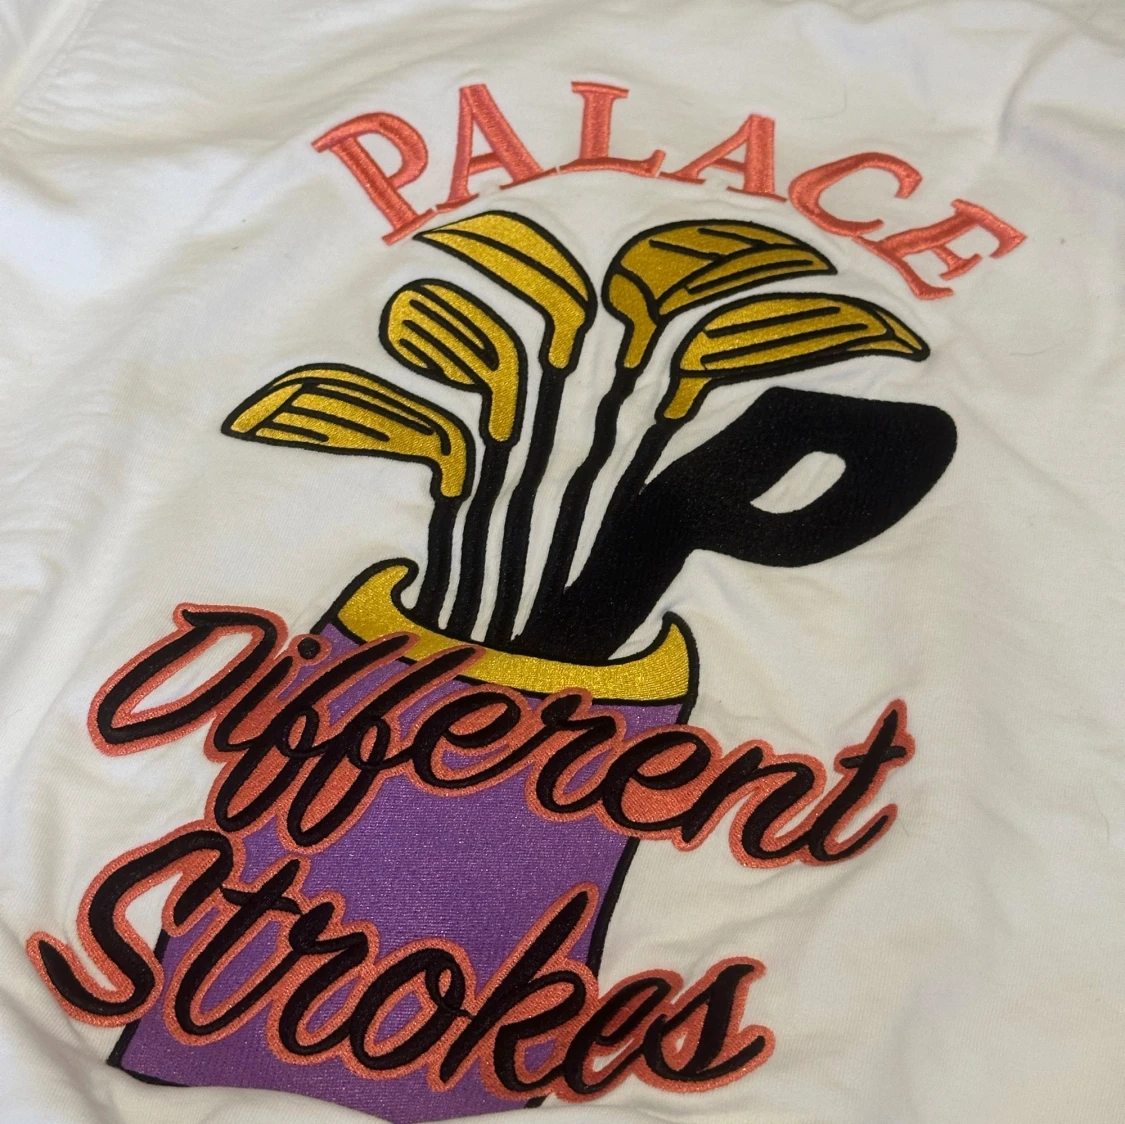 PALACE
P
Different
Strokes